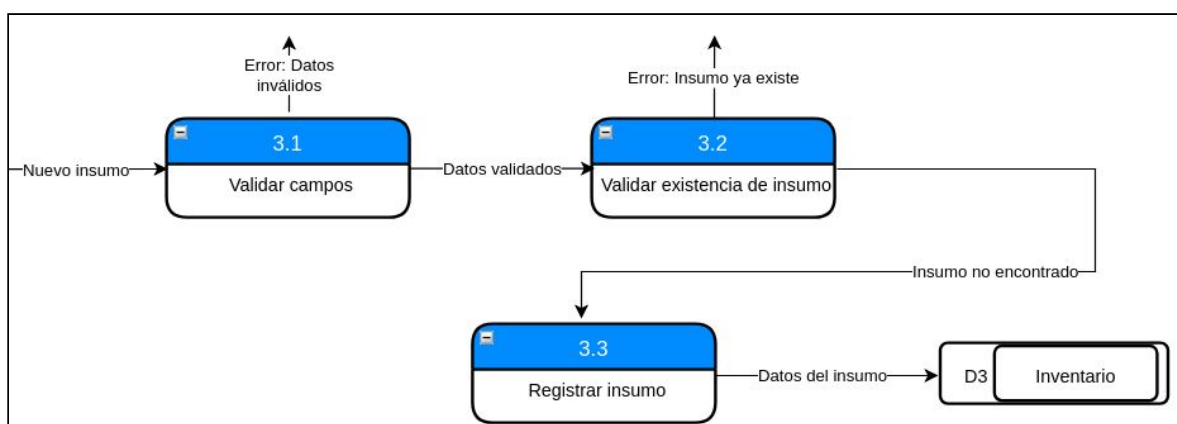 Error: Datos
inválidos
Error: Insumo ya existe
3.1
3.2
Nuevo insumo
Validar campos
Datos validados
Validar existencia de insumo
Insumo no encontrado
3.3
Registrar insumo
Datos del insumo
D3
Inventario